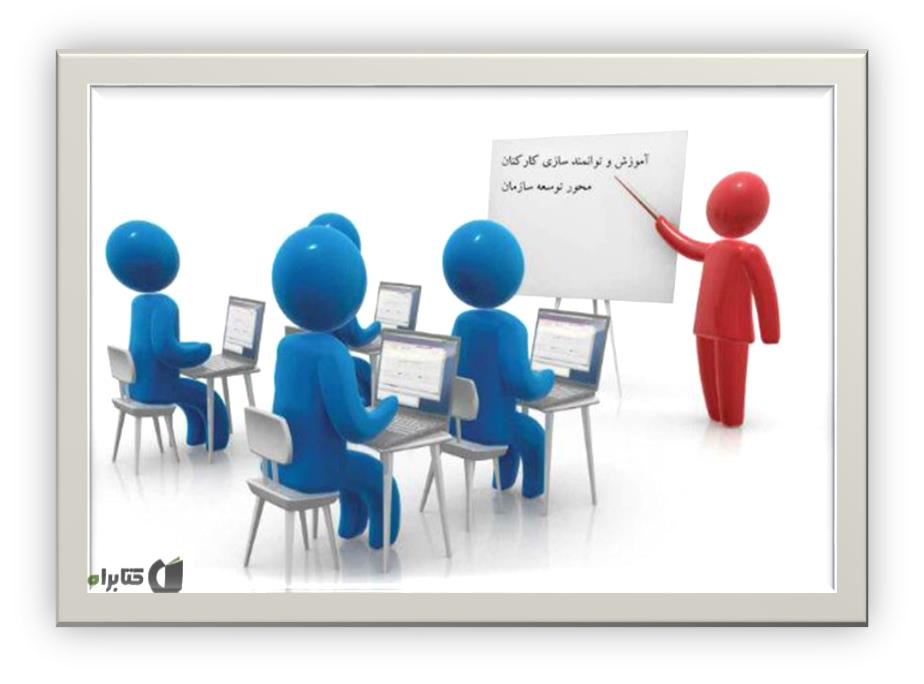 آموزش و توانمند سازی کارکنان
محور توسعه سازمان
کتابراه